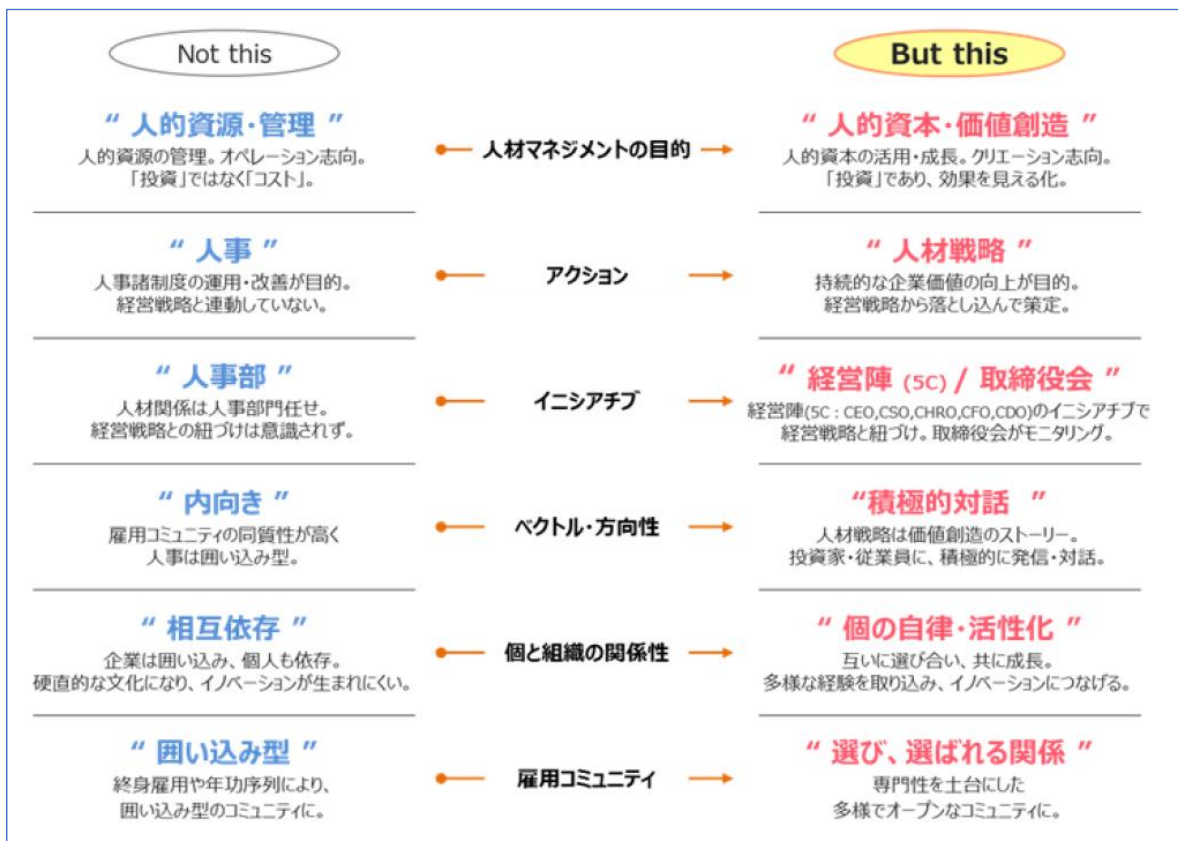 Not this
But this
“ 人的資源・管理 ”
人的資源の管理。オペレーション志向。
「投資」ではなく「コスト」。
人材マネジメントの目的
“ 人的資本・価値創造 ”
人的資本の活用・成長。クリエーション志向。
「投資」であり、効果を見える化。
“ 人事 ”
人事諸制度の運用・改善が目的。
経営戦略と連動していない。
アクション
“ 人材戦略 ”
持続的な企業価値の向上が目的。
経営戦略から落とし込んで策定。
“ 人事部 ”
人材関係は人事部門任せ。
経営戦略との紐づけは意識されず。
イニシアチブ
“ 経営陣 (5C) / 取締役会 ”
経営陣(5C : CEO,CSO,CHRO,CFO,CDO)のイニシアチブで
経営戦略と紐づけ。取締役会がモニタリング。
“ 内向き ”
雇用コミュニティの同質性が高く
人事は囲い込み型。
ベクトル・方向性
“積極的対話 ”
人材戦略は価値創造のストーリー。
投資家・従業員に、積極的に発信・対話。
“ 相互依存 ”
企業は囲い込み、個人も依存。
硬直的な文化になり、イノベーションが生まれにくい。
個と組織の関係性
“ 個の自律・活性化 ”
互いに選び合い、共に成長。
多様な経験を取り込み、イノベーションにつなげる。
“ 囲い込み型 ”
終身雇用や年功序列により、
囲い込み型のコミュニティに。
雇用コミュニティ
“ 選び、選ばれる関係 ”
専門性を土台にした
多様でオープンなコミュニティに。